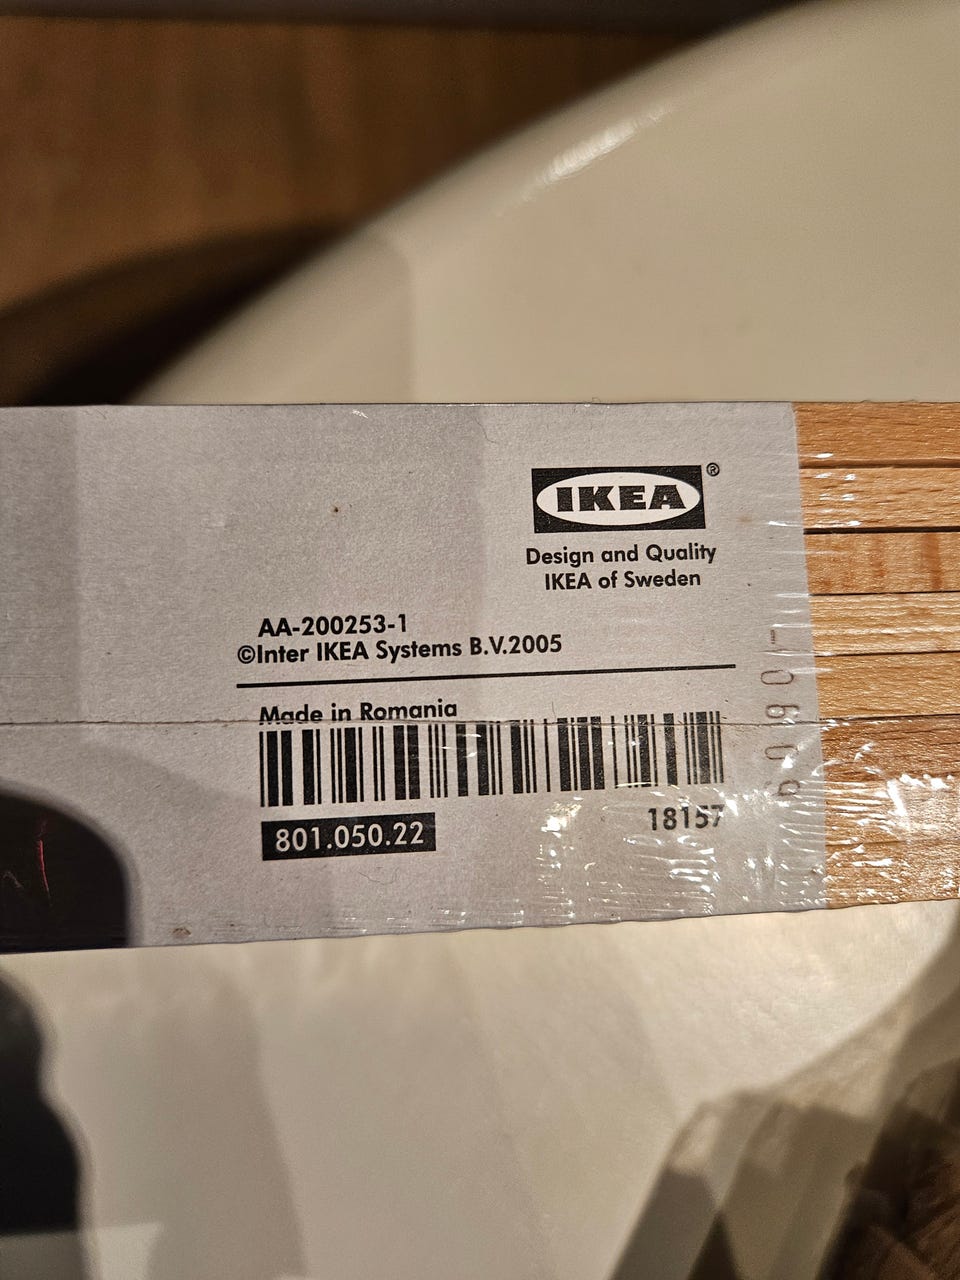 IKEA®
Design and Quality
IKEA of Sweden
AA-200253-1
©Inter IKEA Systems B.V.2005
Made in Romania
801.050.22
18157